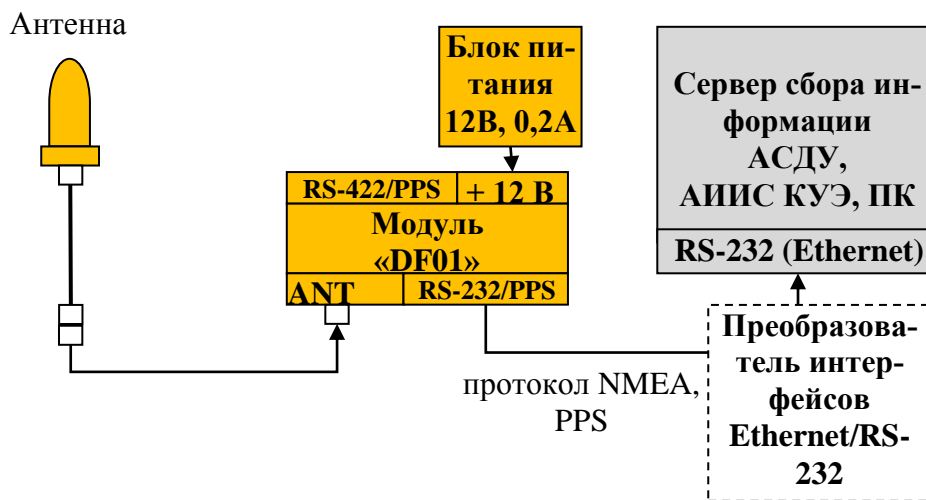 Антенна
Блок пи-
тания
12В, 0,2А
Сервер сбора ин-
формации
АСДУ,
АИИС КУЭ, ПК
RS-232 (Ethernet)
RS-422/PPS
+ 12 В
Модуль
«DF01»
ANT
RS-232/PPS
протокол NMEA,
PPS
Преобразова-
тель интер-
фейсов
Ethernet/RS-
232